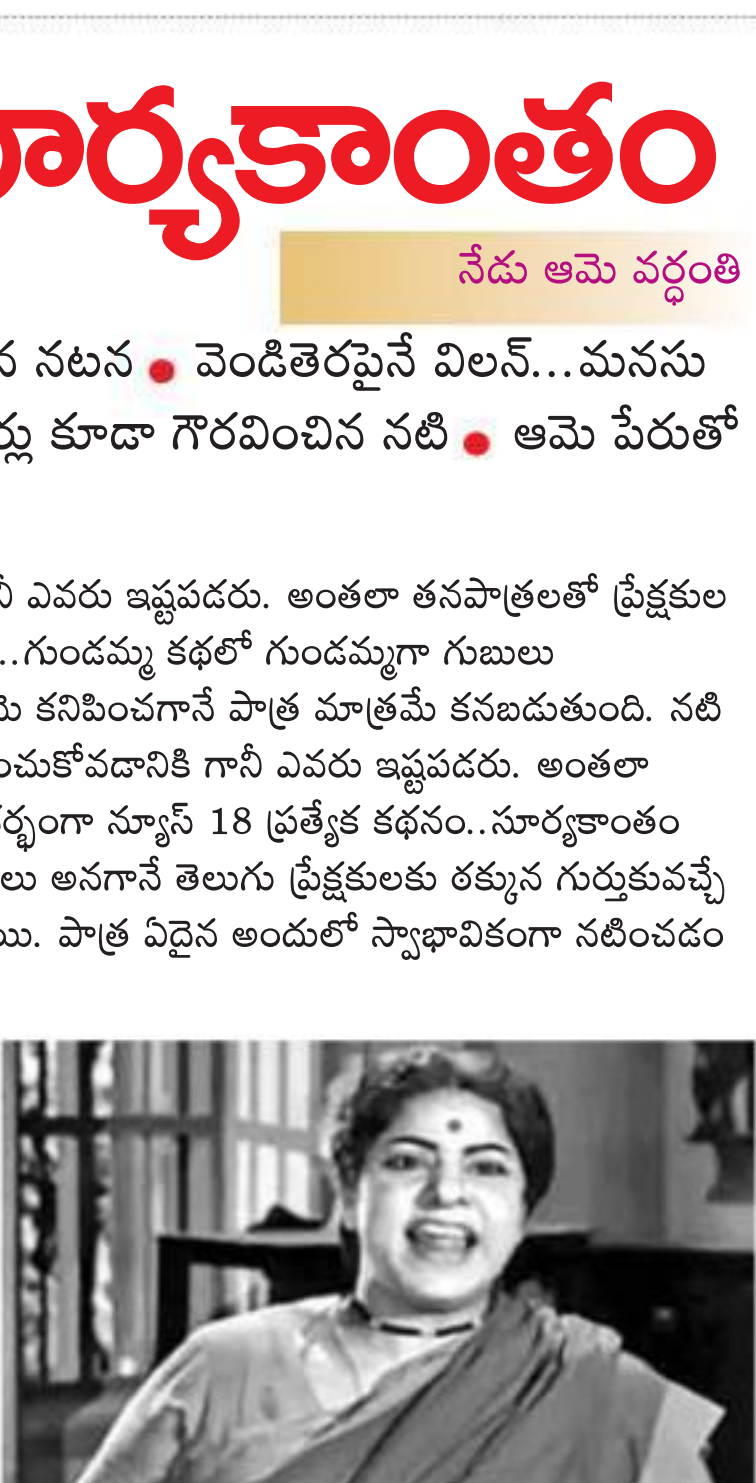 సూర్యకాంతం
నేడు ఆమె వర్ధంతి
న నటన • వెండితెరపైనే విలన్...మనసు
ర్లు కూడా గౌరవించిన నటి • ఆమె పేరుతో
నీ ఎవరు ఇష్టపడరు. అంతలా తనపాత్రలతో ప్రేక్షకుల
..గుండమ్మ కథలో గుండమ్మగా గుబులు
మె కనిపించగానే పాత్ర మాత్రమే కనబడుతుంది. నటి
ంచుకోవడానికి గానీ ఎవరు ఇష్టపడరు. అంతలా
దర్భంగా న్యూస్ 18 ప్రత్యేక కథనం..సూర్యకాంతం
లు అనగానే తెలుగు ప్రేక్షకులకు ఠక్కున గుర్తుకువచ్చే
యి. పాత్ర ఏదైన అందులో స్వాభావికంగా నటించడం